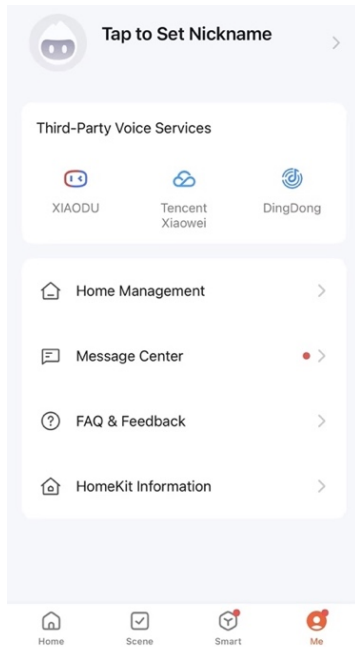 Tap to Set Nickname
Third-Party Voice Services
XIAODU
Tencent
Xiaowei
DingDong
Home Management
Message Center
FAQ & Feedback
HomeKit Information
Home
Scene
Smart
Me